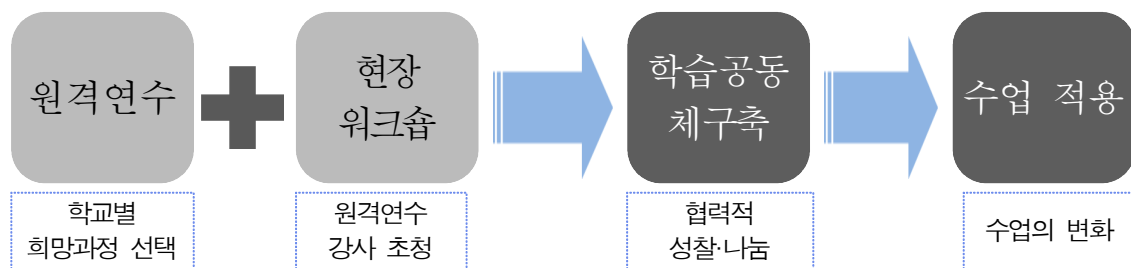 원격연수
현장
워크숍
학습공동
체구축
수업 적용
학교별
희망과정 선택
원격연수
강사 초청
협력적
성찰·나눔
수업의 변화